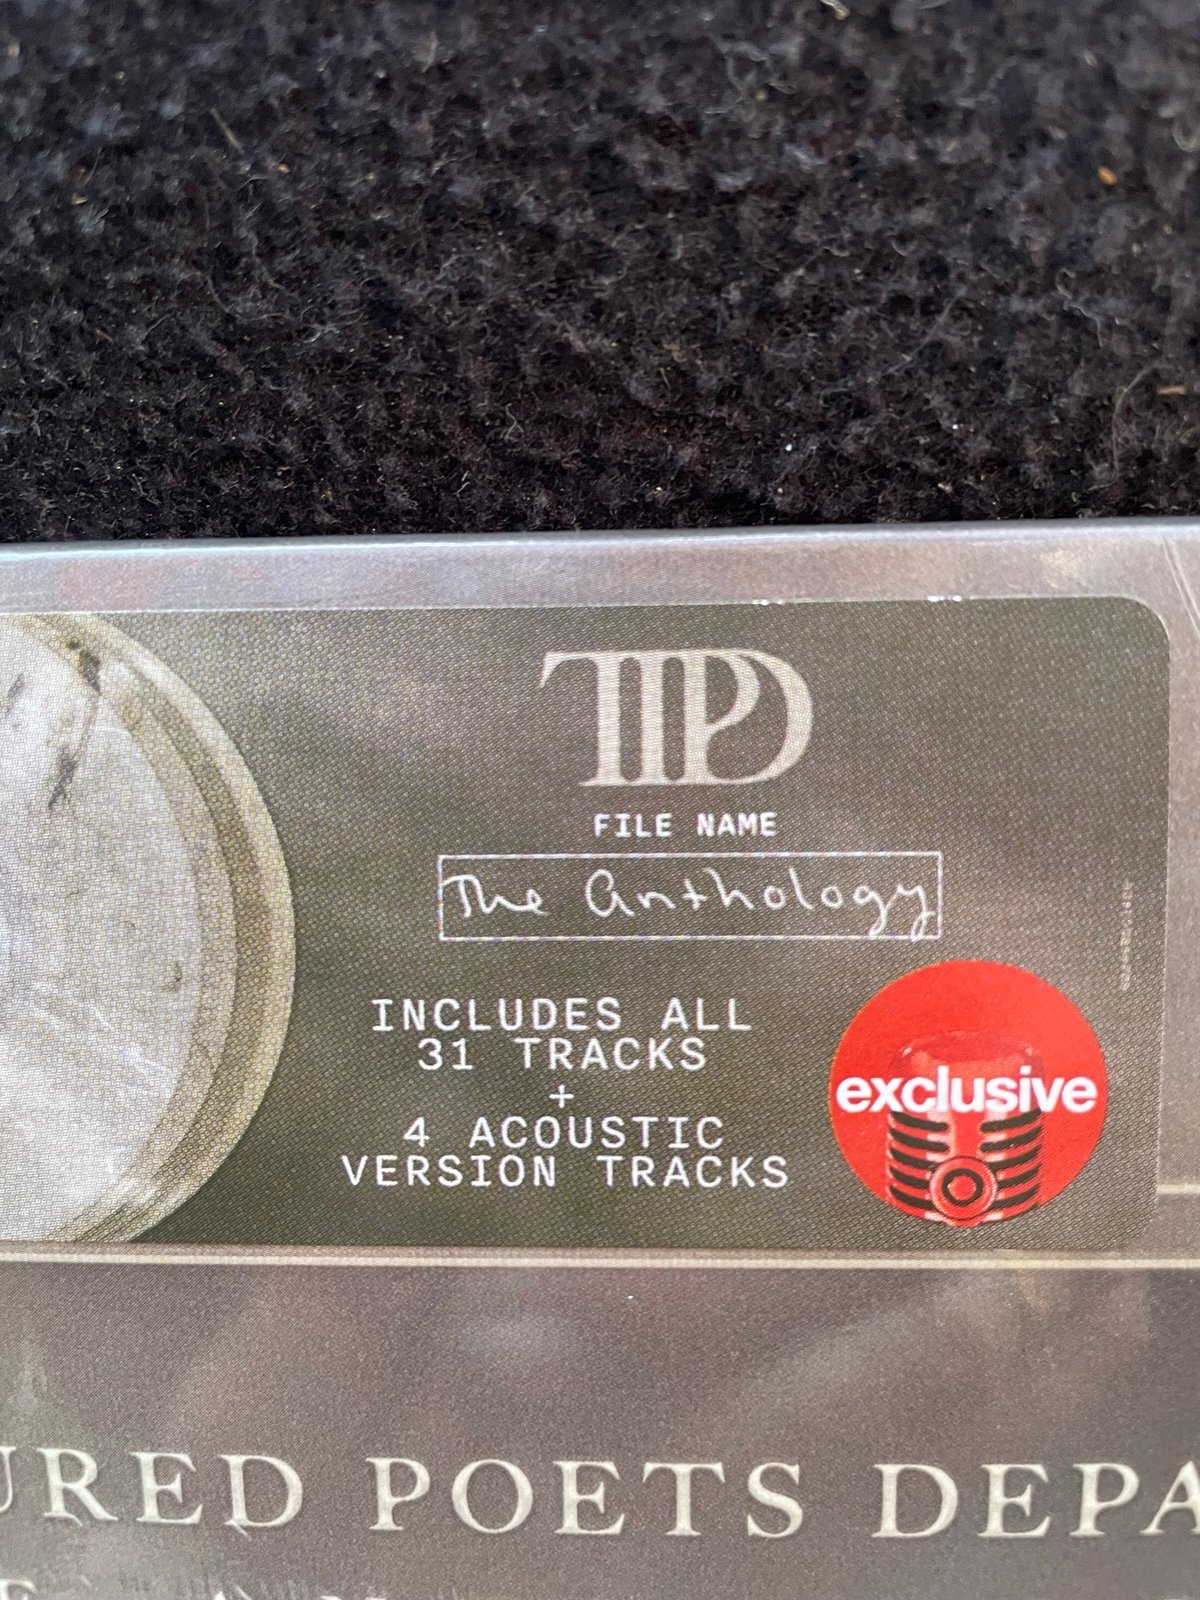 TTPD
FILE NAME
The Anthology
INCLUDES ALL
31 TRACKS
+
4 ACOUSTIC
VERSION TRACKS
exclusive
URED POETS DEPA